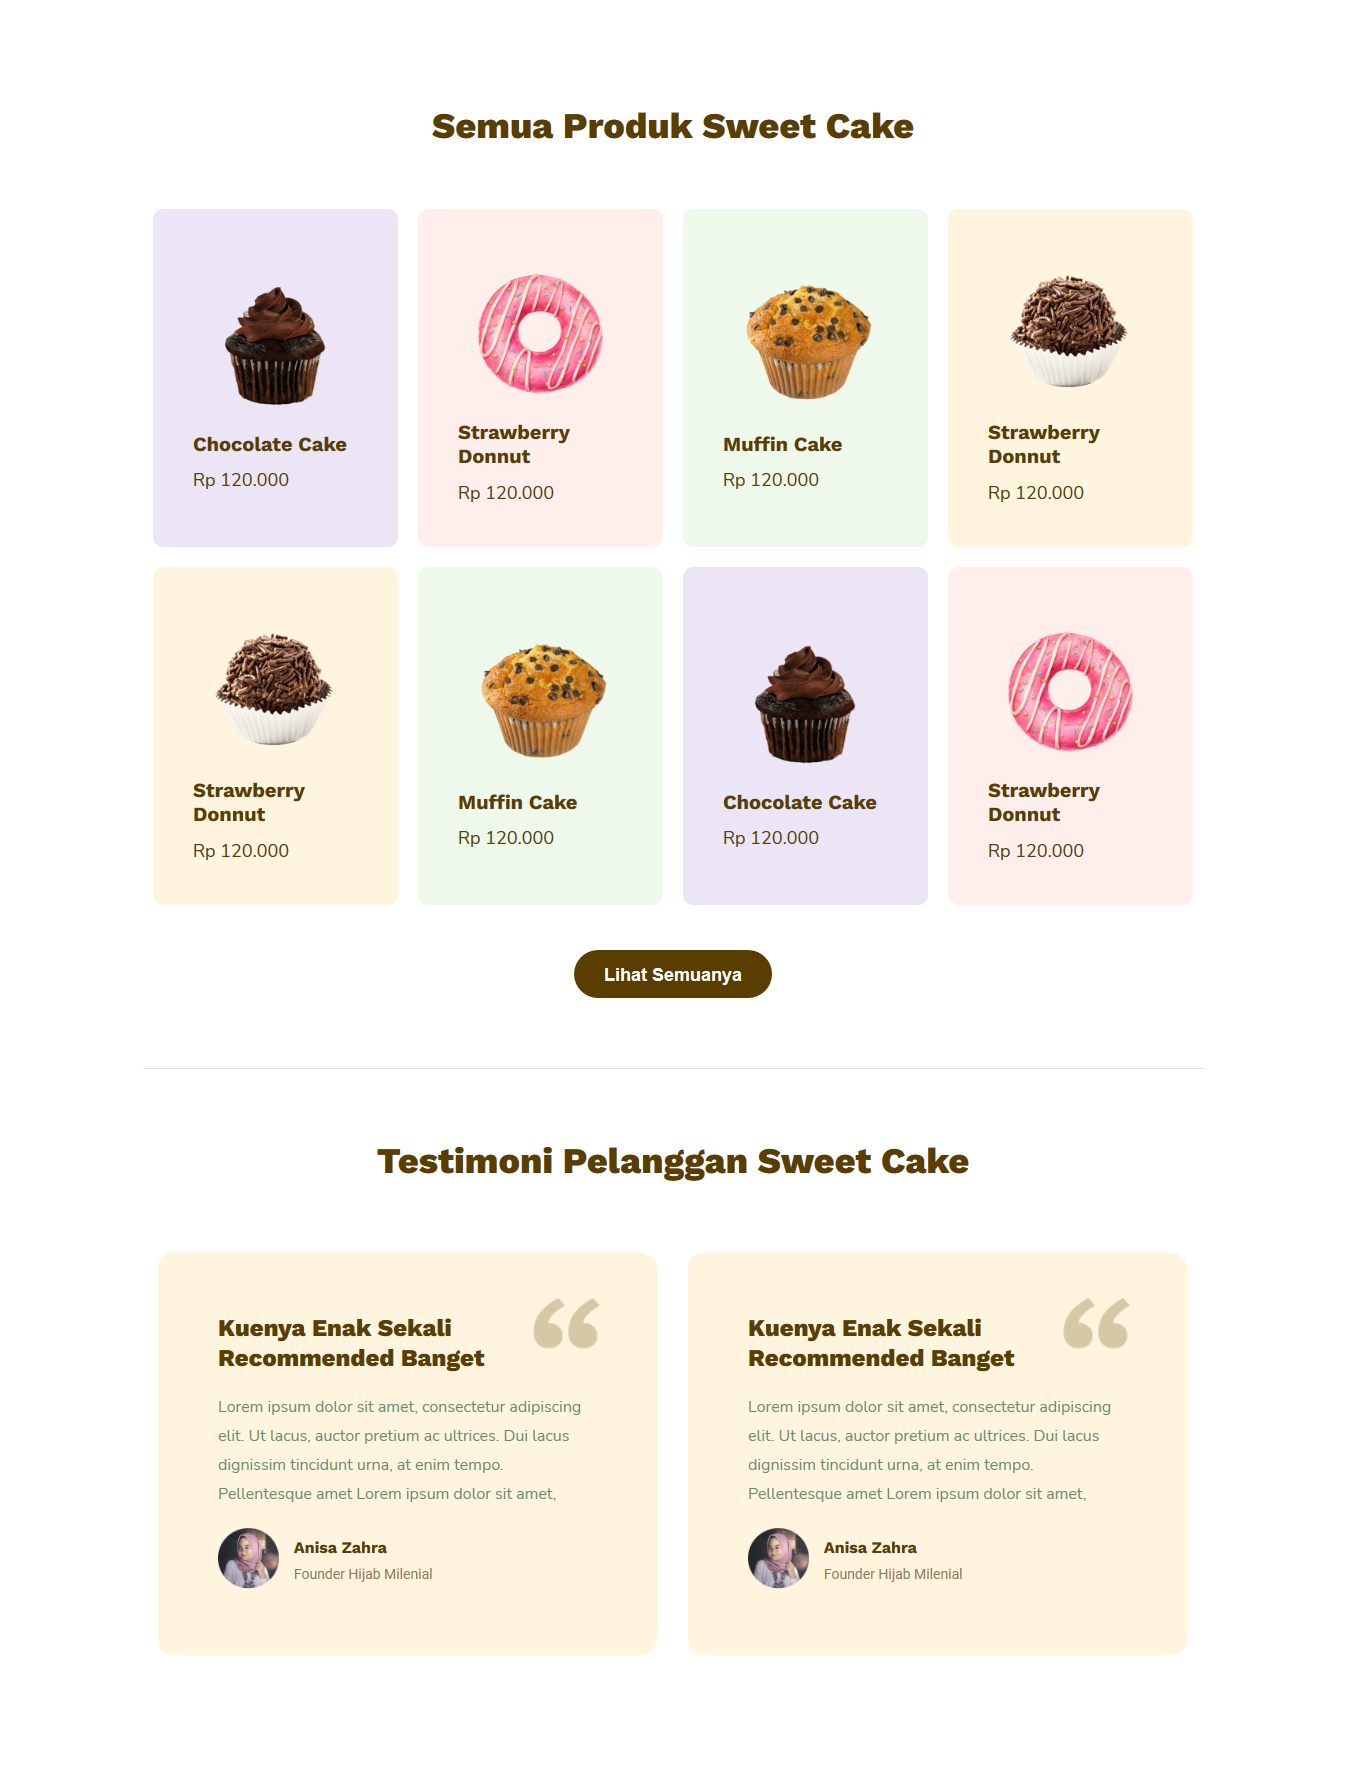 Semua Produk Sweet Cake
Chocolate Cake
Rp 120.000
Strawberry
Donnut
Rp 120.000
Muffin Cake
Rp 120.000
Strawberry
Donnut
Rp 120.000
Strawberry
Donnut
Rp 120.000
Muffin Cake
Rp 120.000
Chocolate Cake
Rp 120.000
Strawberry
Donnut
Rp 120.000
Lihat Semuanya
Testimoni Pelanggan Sweet Cake
“
Kuenya Enak Sekali
Recommended Banget
Lorem ipsum dolor sit amet, consectetur adipiscing
elit. Ut lacus, auctor pretium ac ultrices. Dui lacus
dignissim tincidunt urna, at enim tempo.
Pellentesque amet Lorem ipsum dolor sit amet,
Anisa Zahra
Founder Hijab Milenial
“
Kuenya Enak Sekali
Recommended Banget
Lorem ipsum dolor sit amet, consectetur adipiscing
elit. Ut lacus, auctor pretium ac ultrices. Dui lacus
dignissim tincidunt urna, at enim tempo.
Pellentesque amet Lorem ipsum dolor sit amet,
Anisa Zahra
Founder Hijab Milenial